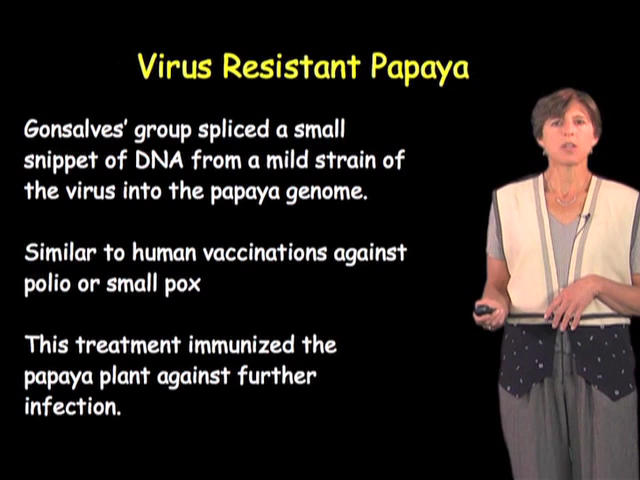 Virus Resistant Papaya
Gonsalves' group spliced a small
snippet of DNA from a mild strain of
the virus into the papaya genome.
Similar to human vaccinations against
polio or small pox
This treatment immunized the
papaya plant against further
infection.